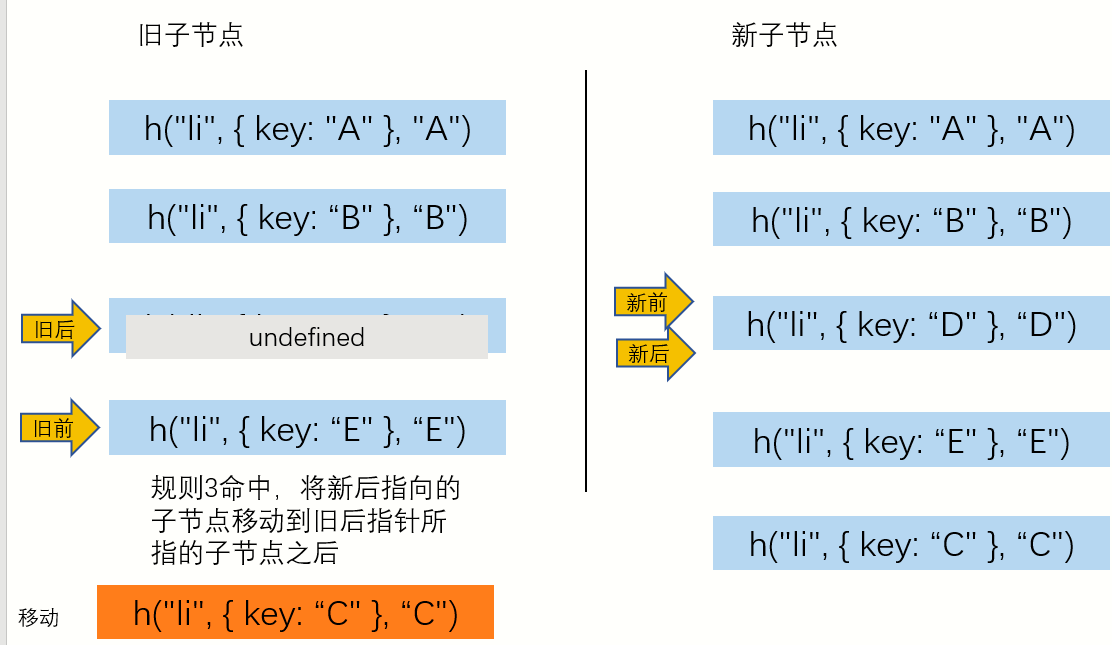 旧子节点
新子节点
h("li", { key: "A" }, "A")
h("li", { key: "A" }, "A")
h("li", { key: “B" }, “B")
h("li", { key: “B" }, “B")
旧后
undefined
新前
新后
h("li", { key: “D" }, “D")
旧前
h("li", { key: “E" }, “E")
h("li", { key: “E" }, “E")
规则3命中，将新后指向的
子节点移动到旧后指针所
指的子节点之后
h("li", { key: “C" }, “C")
移动
h("li", { key: “C" }, “C")